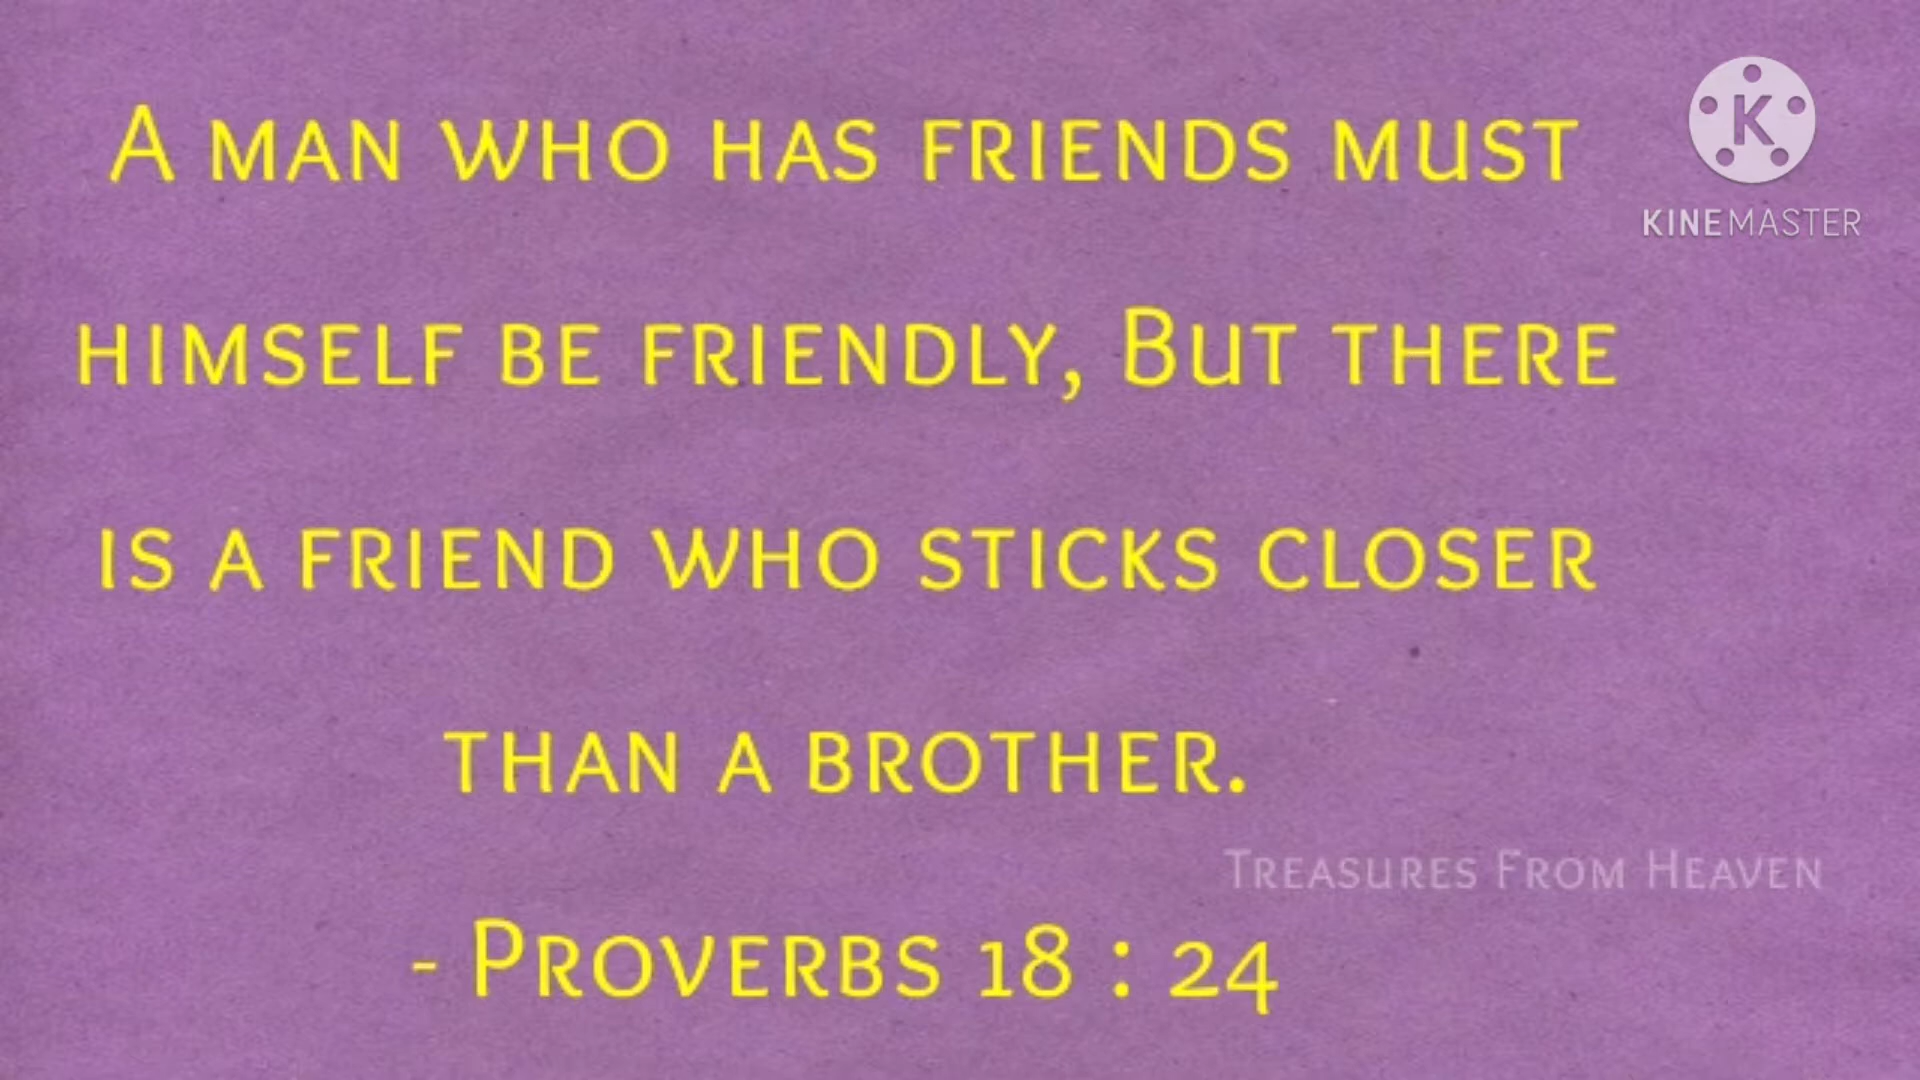 A man who has friends must
himself be friendly, But there
is a friend who sticks closer
than a brother.
- Proverbs 18 : 24
Treasures From Heaven
K
KINEMASTER